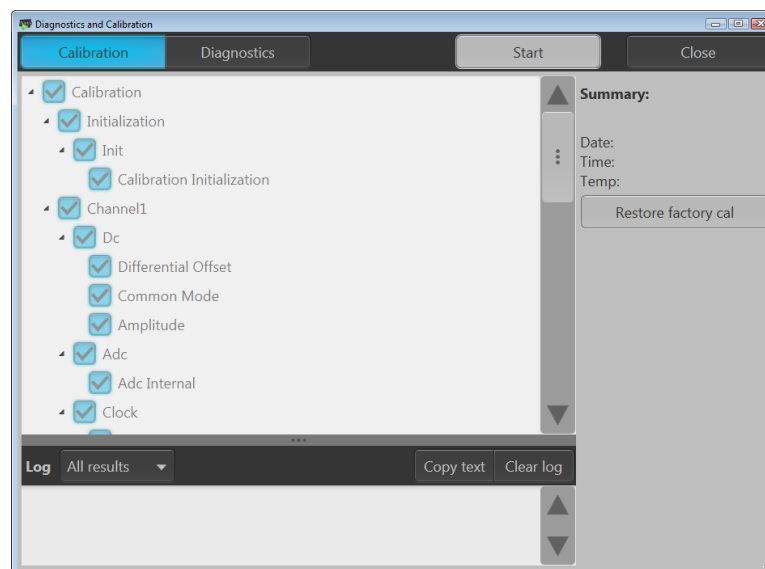 Diagnostics and Calibration
Calibration
Diagnostics
Start
Close
Calibration
Initialization
Init
Calibration Initialization
Channel1
Dc
Differential Offset
Common Mode
Amplitude
Adc
Adc Internal
Clock
Summary:
Date:
Time:
Temp:
Restore factory cal
Log
All results
Copy text
Clear log